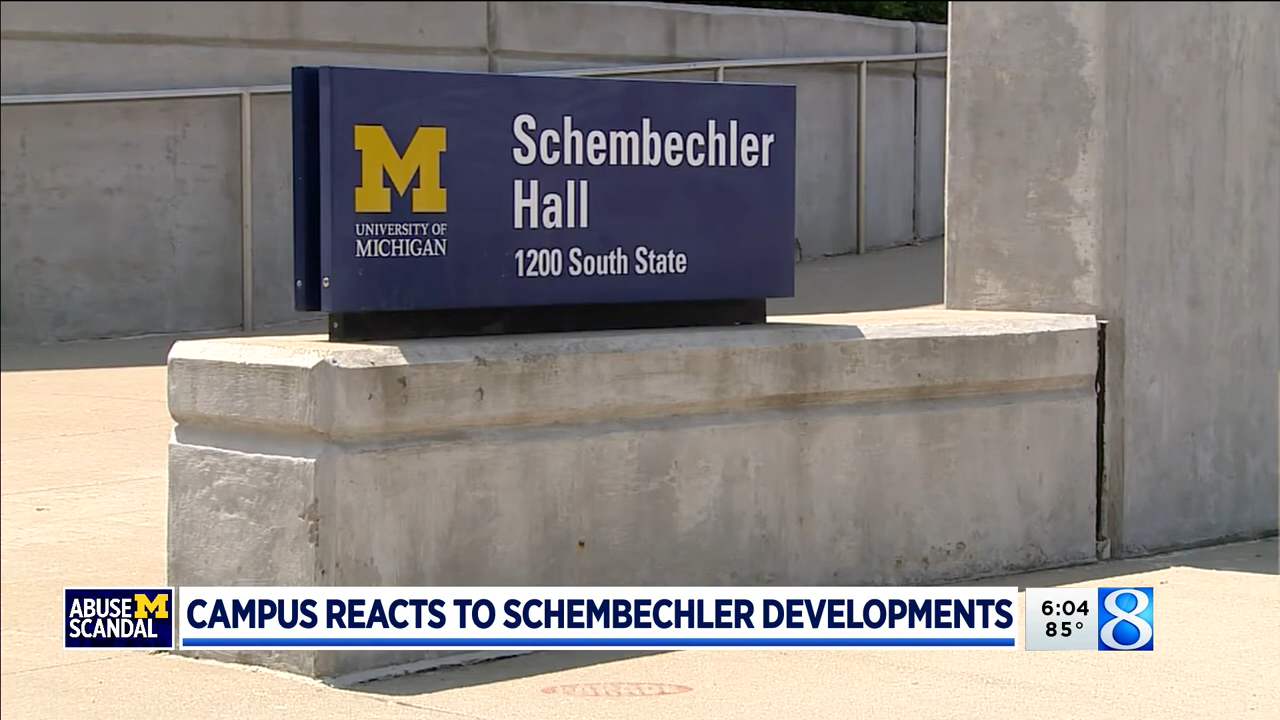 M
UNIVERSITY OF
MICHIGAN
Schembechler
Hall
1200 South State
ABUSE M
SCANDAL
CAMPUS REACTS TO SCHEMBECHLER DEVELOPMENTS
6:04
85°
8